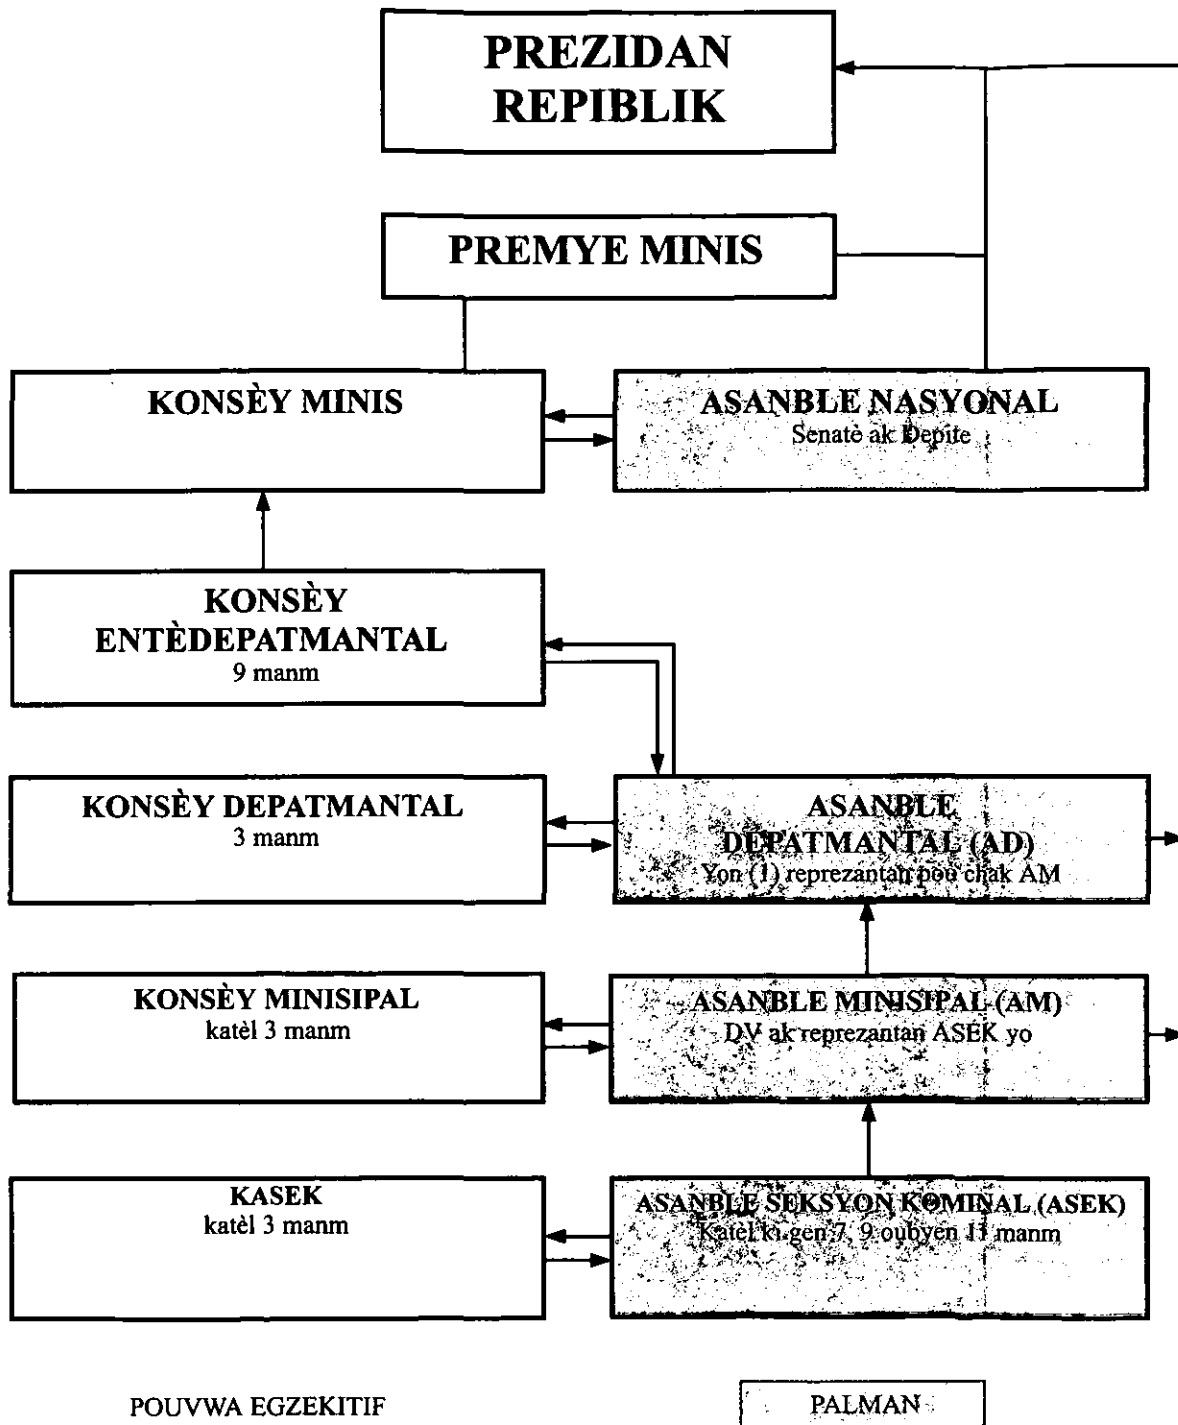 PREZIDAN
REPIBLIK
PREMYE MINIS
KONSÈY MINIS
ASANBLE NASYONAL
Senatè ak Depite
KONSÈY
ENTÈDEPATMANTAL
9 manm
KONSÈY DEPATMANTAL
3 manm
ASANBLE
DEPATMANTAL (AD)
Yon (1) reprezantan pou chak AM
KONSÈY MINISIPAL
katèl 3 manm
ASANBLE MINISIPAL (AM)
DV ak reprezantan ASEK yo
KASEK
katèl 3 manm
ASANBLE SEKSYON KOMINAL (ASEK)
Katèl ki gen 7, 9 oubyen 11 manm
POUVWA EGZEKITIF
PALMAN